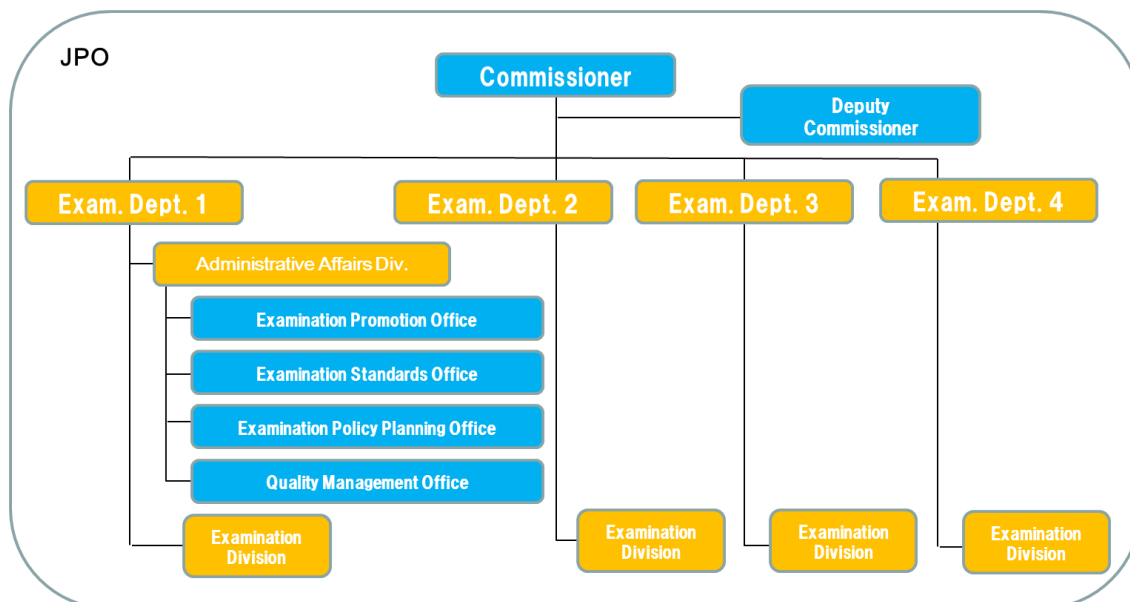 JPO
Commissioner
Deputy
Commissioner
Exam. Dept. 1
Exam. Dept. 2
Exam. Dept. 3
Exam. Dept. 4
Administrative Affairs Div.
Examination Promotion Office
Examination Standards Office
Examination Policy Planning Office
Quality Management Office
Examination
Division
Examination
Division
Examination
Division
Examination
Division